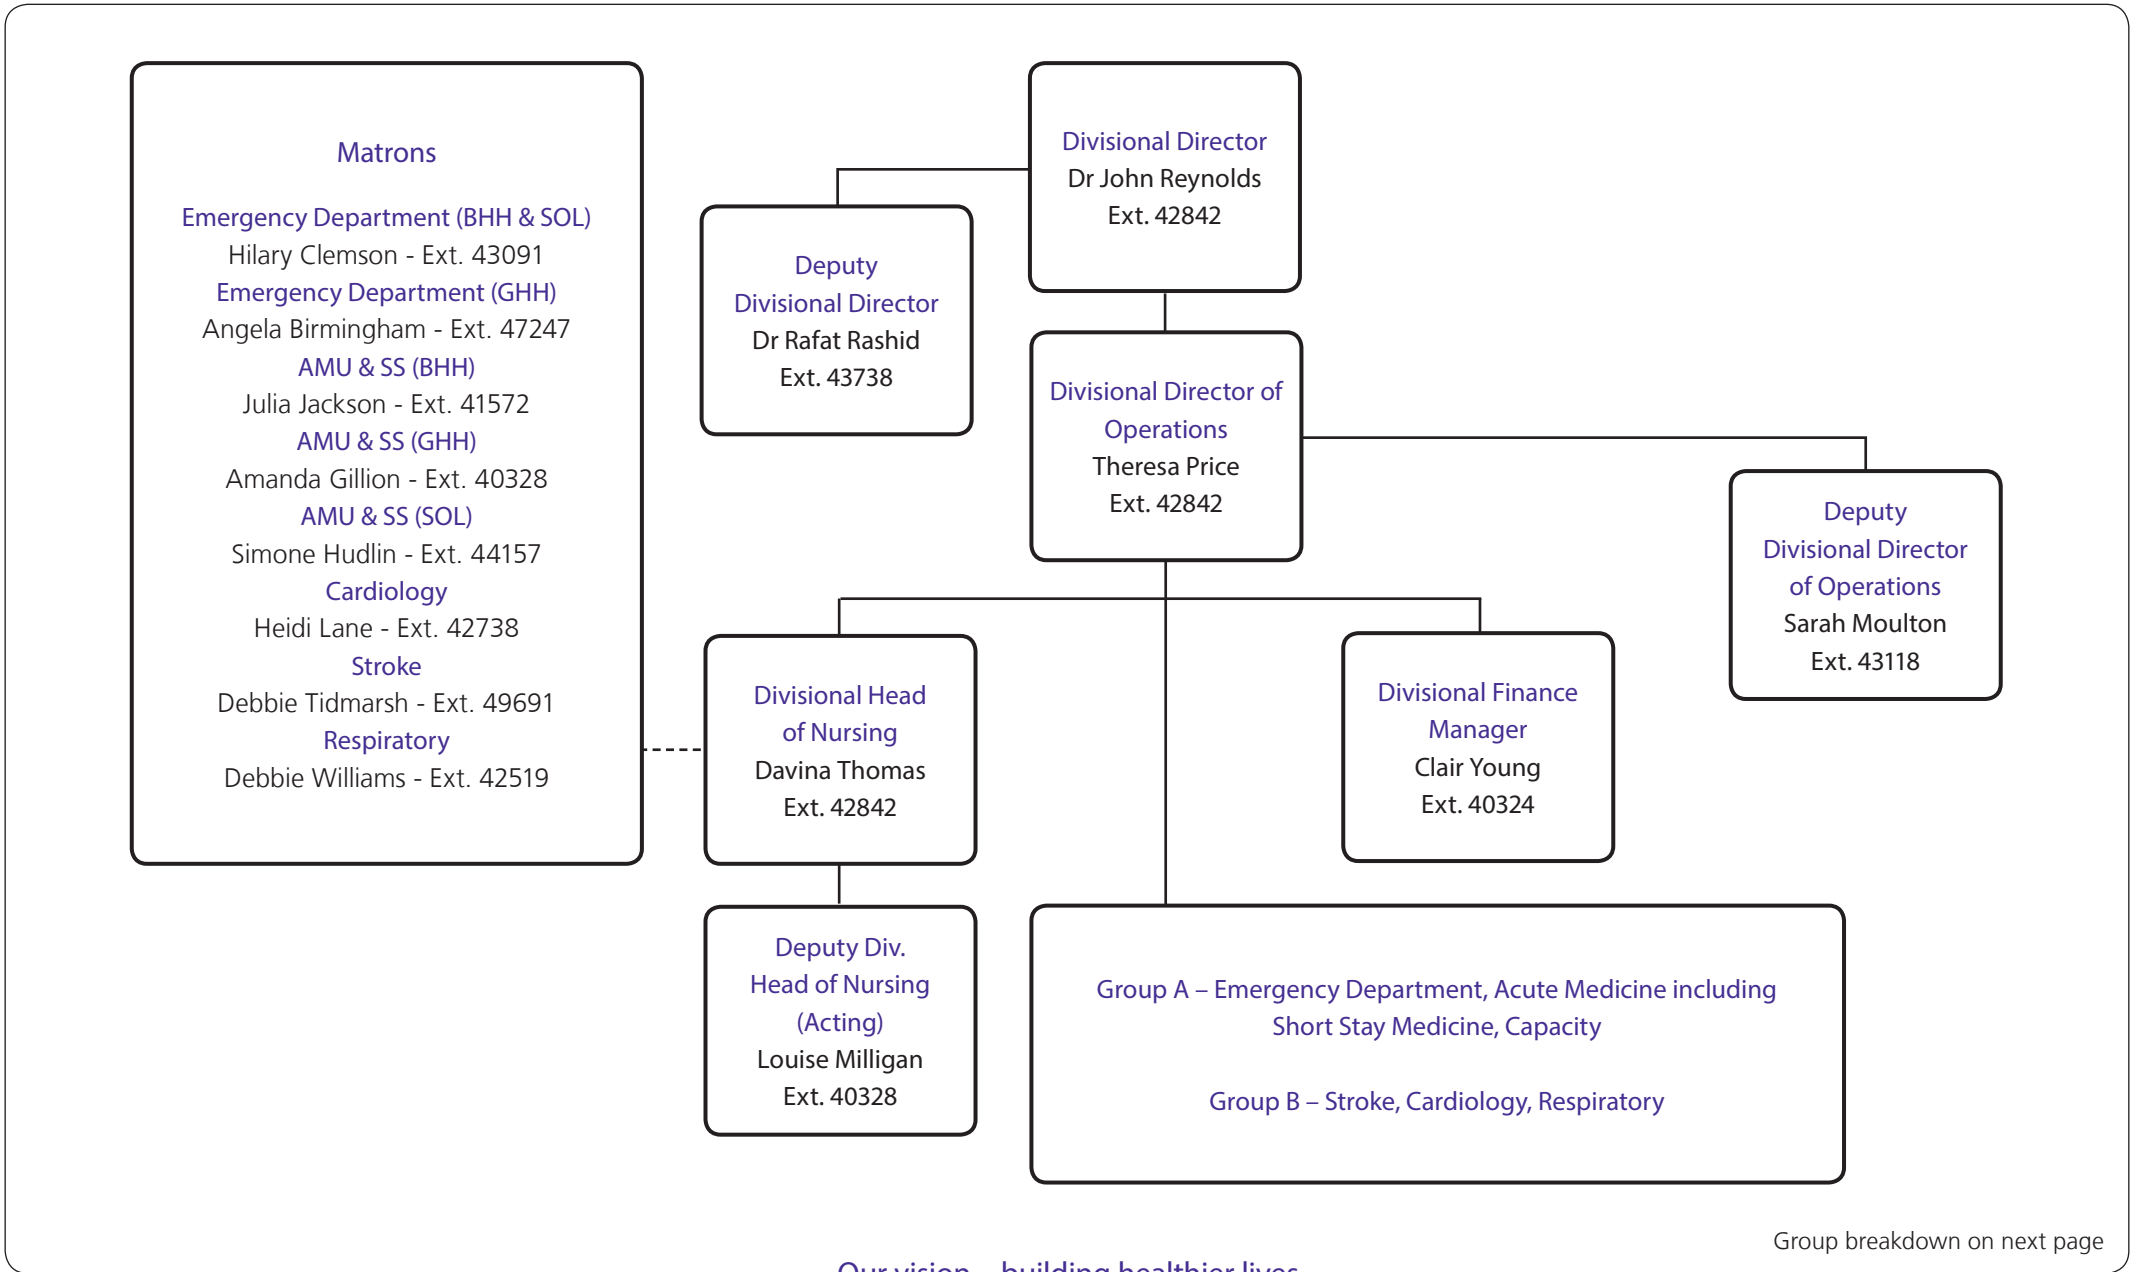 Matrons
Emergency Department (BHH & SOL)
Hilary Clemson - Ext. 43091
Emergency Department (GHH)
Angela Birmingham - Ext. 47247
AMU & SS (BHH)
Julia Jackson - Ext. 41572
AMU & SS (GHH)
Amanda Gillion - Ext. 40328
AMU & SS (SOL)
Simone Hudlin - Ext. 44157
Cardiology
Heidi Lane - Ext. 42738
Stroke
Debbie Tidmarsh - Ext. 49691
Respiratory
Debbie Williams - Ext. 42519
Divisional Director
Dr John Reynolds
Ext. 42842
Deputy
Divisional Director
Dr Rafat Rashid
Ext. 43738
Divisional Director of
Operations
Theresa Price
Ext. 42842
Deputy
Divisional Director
of Operations
Sarah Moulton
Ext. 43118
Divisional Head
of Nursing
Davina Thomas
Ext. 42842
Divisional Finance
Manager
Clair Young
Ext. 40324
Deputy Div.
Head of Nursing
(Acting)
Louise Milligan
Ext. 40328
Group A – Emergency Department, Acute Medicine including
Short Stay Medicine, Capacity
Group B – Stroke, Cardiology, Respiratory
Group breakdown on next page
Our vision – building healthier lives